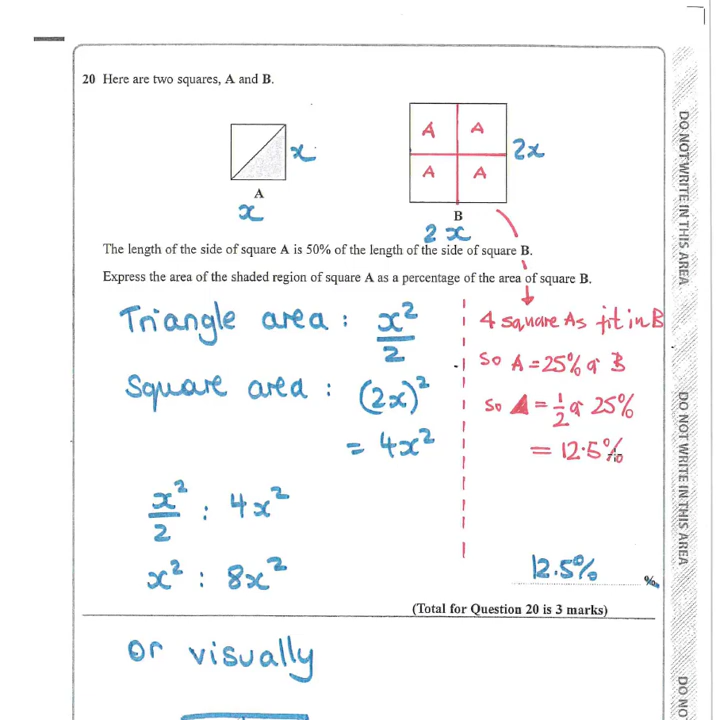 20 Here are two squares, A and B.
x
A
x
A A
A A
2x
B
2x
The length of the side of square A is 50% of the length of the side of square B.
Express the area of the shaded region of square A as a percentage of the area of square B.
Triangle area : x²/2
Square area : (2x)²
= 4x²
x²/2 : 4x²
x² : 8x²
4 square As fit in B
So A = 25% of B
So ◢ = 1/2 of 25%
= 12.5%
12.5%
%
(Total for Question 20 is 3 marks)
or visually
DO NOT WRITE IN THIS AREA
DO NOT WRITE IN THIS AREA
DO NO